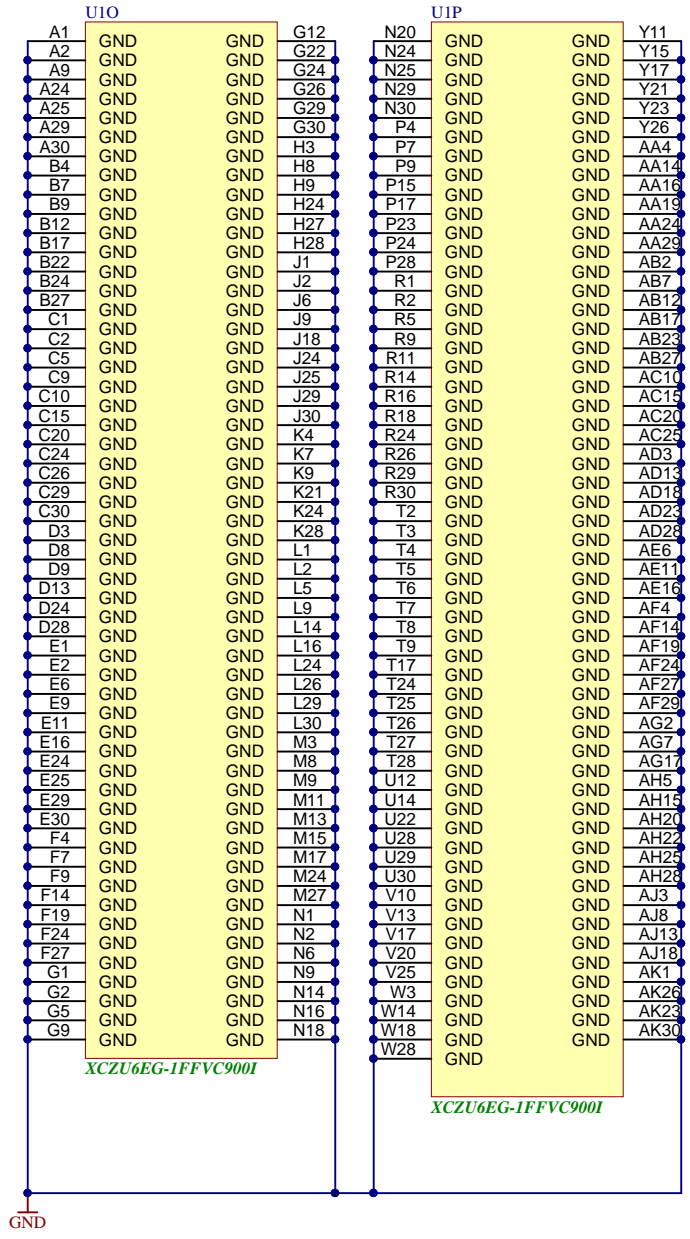 U1O
A1 GND GND G12
A2 GND GND G22
A9 GND GND G24
A24 GND GND G26
A25 GND GND G29
A29 GND GND G30
A30 GND GND H3
B4 GND GND H8
B7 GND GND H9
B9 GND GND H24
B12 GND GND H27
B17 GND GND H28
B22 GND GND J1
B24 GND GND J2
B27 GND GND J6
C1 GND GND J9
C2 GND GND J18
C5 GND GND J24
C9 GND GND J25
C10 GND GND J29
C15 GND GND J30
C20 GND GND K4
C24 GND GND K7
C26 GND GND K9
C29 GND GND K21
C30 GND GND K24
D3 GND GND K28
D8 GND GND L1
D9 GND GND L2
D13 GND GND L5
D24 GND GND L9
D28 GND GND L14
E1 GND GND L16
E2 GND GND L24
E6 GND GND L26
E9 GND GND L29
E11 GND GND L30
E16 GND GND M3
E24 GND GND M8
E25 GND GND M9
E29 GND GND M11
E30 GND GND M13
F4 GND GND M15
F7 GND GND M17
F9 GND GND M24
F14 GND GND M27
F19 GND GND N1
F24 GND GND N2
F27 GND GND N6
G1 GND GND N9
G2 GND GND N14
G5 GND GND N16
G9 GND GND N18
XCZU6EG-1FFVC900I
U1P
N20 GND GND Y11
N24 GND GND Y15
N25 GND GND Y17
N29 GND GND Y21
N30 GND GND Y23
P4 GND GND Y26
P7 GND GND AA4
P9 GND GND AA14
P15 GND GND AA16
P17 GND GND AA19
P23 GND GND AA24
P24 GND GND AA29
P28 GND GND AB2
R1 GND GND AB7
R2 GND GND AB12
R5 GND GND AB17
R9 GND GND AB23
R11 GND GND AB27
R14 GND GND AC10
R16 GND GND AC15
R18 GND GND AC20
R24 GND GND AC25
R26 GND GND AD3
R29 GND GND AD13
R30 GND GND AD18
T2 GND GND AD23
T3 GND GND AD28
T4 GND GND AE6
T5 GND GND AE11
T6 GND GND AE16
T7 GND GND AF4
T8 GND GND AF14
T9 GND GND AF19
T17 GND GND AF24
T24 GND GND AF27
T25 GND GND AF29
T26 GND GND AG2
T27 GND GND AG7
T28 GND GND AG17
U12 GND GND AH5
U14 GND GND AH15
U22 GND GND AH20
U28 GND GND AH22
U29 GND GND AH25
U30 GND GND AH28
V10 GND GND AJ3
V13 GND GND AJ8
V17 GND GND AJ13
V20 GND GND AJ18
V25 GND GND AK1
W3 GND GND AK26
W14 GND GND AK23
W18 GND GND AK30
W28 GND
XCZU6EG-1FFVC900I
GND